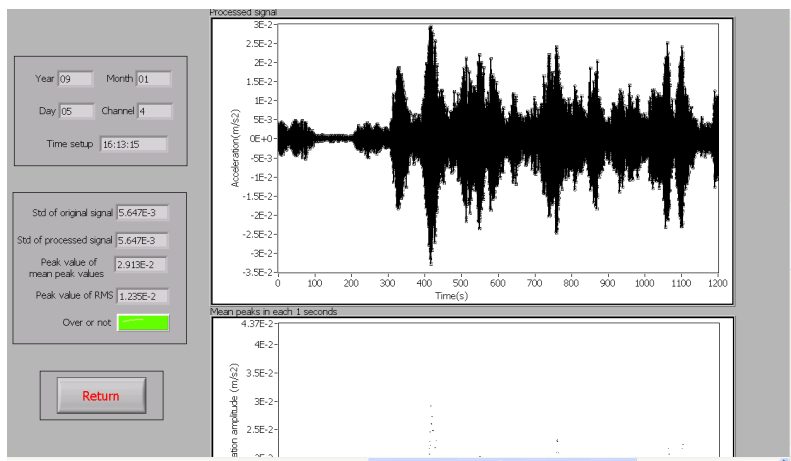 Year 09 Month 01
Day 05 Channel 4
Time setup 16:13:15
Std of original signal 5.647E-3
Std of processed signal 5.647E-3
Peak value of
mean peak values 2.913E-2
Peak value of RMS 1.235E-2
Over or not
Return
Processed signal
3E-2
2.5E-2
2E-2
1.5E-2
1E-2
5E-3
0E+0
-5E-3
-1E-2
-1.5E-2
-2E-2
-2.5E-2
-3E-2
-3.5E-2
Acceleration(m/s2)
0 100 200 300 400 500 600 700 800 900 1000 1100 1200
Time(s)
Mean peaks in each 1 seconds
4.37E-2
4E-2
3.5E-2
3E-2
2.5E-2
amplitude (m/s2)